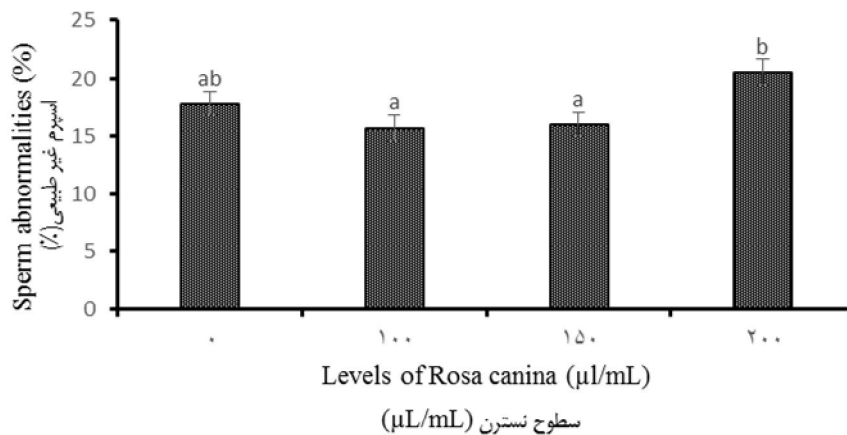 Sperm abnormalities (%)
اسپرم غیر طبیعی(٪)
25
20
15
10
5
0
ab
a
a
b
۰ ۱۰۰ ۱۵۰ ۲۰۰
Levels of Rosa canina (µl/mL)
سطوح نسترن (µL/mL)